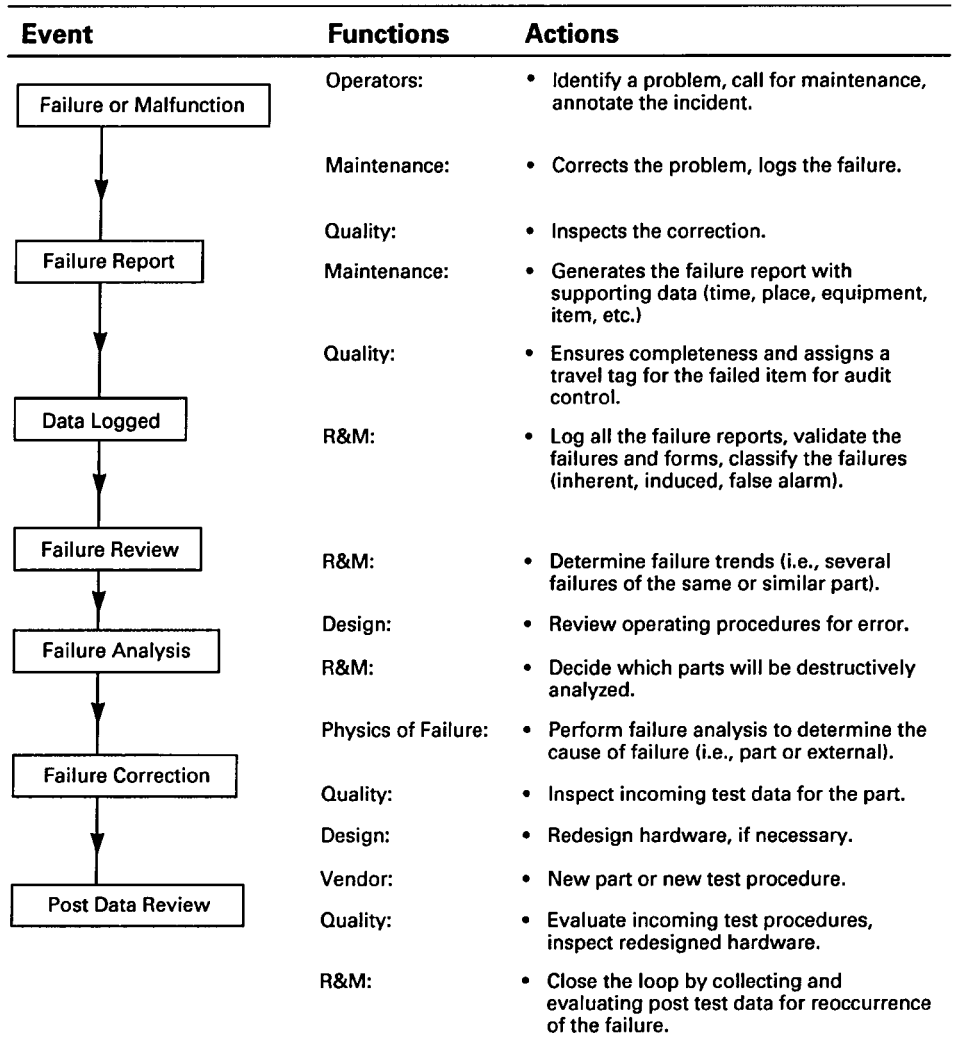 Event Functions Actions
Failure or Malfunction
Operators: • Identify a problem, call for maintenance,
annotate the incident.
Maintenance: • Corrects the problem, logs the failure.
Quality: • Inspects the correction.
Failure Report
Maintenance: • Generates the failure report with
supporting data (time, place, equipment,
item, etc.)
Quality: • Ensures completeness and assigns a
travel tag for the failed item for audit
control.
Data Logged
R&M: • Log all the failure reports, validate the
failures and forms, classify the failures
(inherent, induced, false alarm).
Failure Review
R&M: • Determine failure trends (i.e., several
failures of the same or similar part).
Design: • Review operating procedures for error.
Failure Analysis
R&M: • Decide which parts will be destructively
analyzed.
Physics of Failure: • Perform failure analysis to determine the
cause of failure (i.e., part or external).
Failure Correction
Quality: • Inspect incoming test data for the part.
Design: • Redesign hardware, if necessary.
Vendor: • New part or new test procedure.
Post Data Review
Quality: • Evaluate incoming test procedures,
inspect redesigned hardware.
R&M: • Close the loop by collecting and
evaluating post test data for reoccurrence
of the failure.